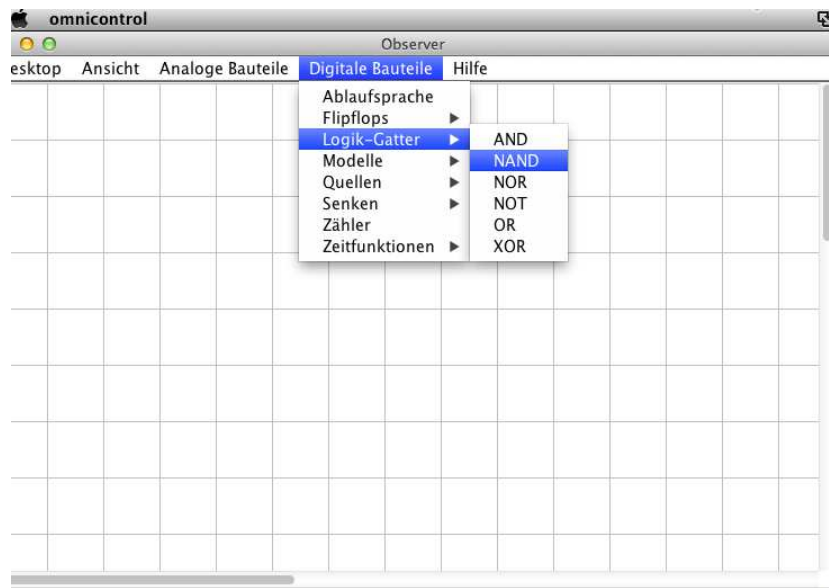 omnicontrol
Observer
esktop Ansicht Analoge Bauteile Digitale Bauteile Hilfe
Ablaufsprache
Flipflops
Logik-Gatter
Modelle
Quellen
Senken
Zähler
Zeitfunktionen
AND
NAND
NOR
NOT
OR
XOR